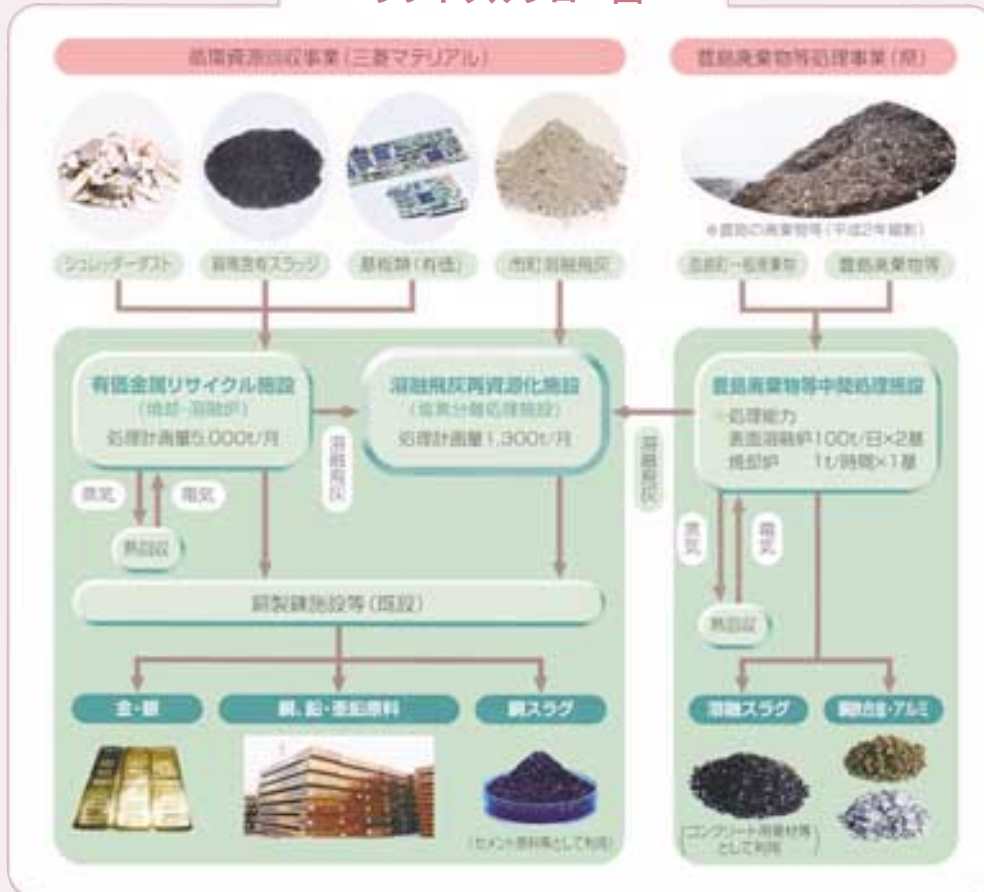 循環資源回収事業(三菱マテリアル)
豊島廃棄物等処理事業(県)
※豊島の廃棄物等(平成2年撮影)
シュレッダーダスト
銅等含有スラッジ
基板類(有価)
市町溶融飛灰
直島町一般廃棄物
豊島廃棄物等
有価金属リサイクル施設
(焼却・溶融炉)
処理計画量5,000t/月
溶融飛灰再資源化施設
(塩素分離処理施設)
処理計画量1,300t/月
豊島廃棄物等中間処理施設
処理能力
表面溶融炉100t/日×2基
焼却炉 1t/時間×1基
溶融飛灰
溶融飛灰
蒸気
電気
熱回収
蒸気
電気
熱回収
銅製錬施設等(既設)
金・銀
銅、鉛・亜鉛原料
銅スラグ
溶融スラグ
銅鉄合金・アルミ
(セメント原料等として利用)
コンクリート用骨材等
として利用